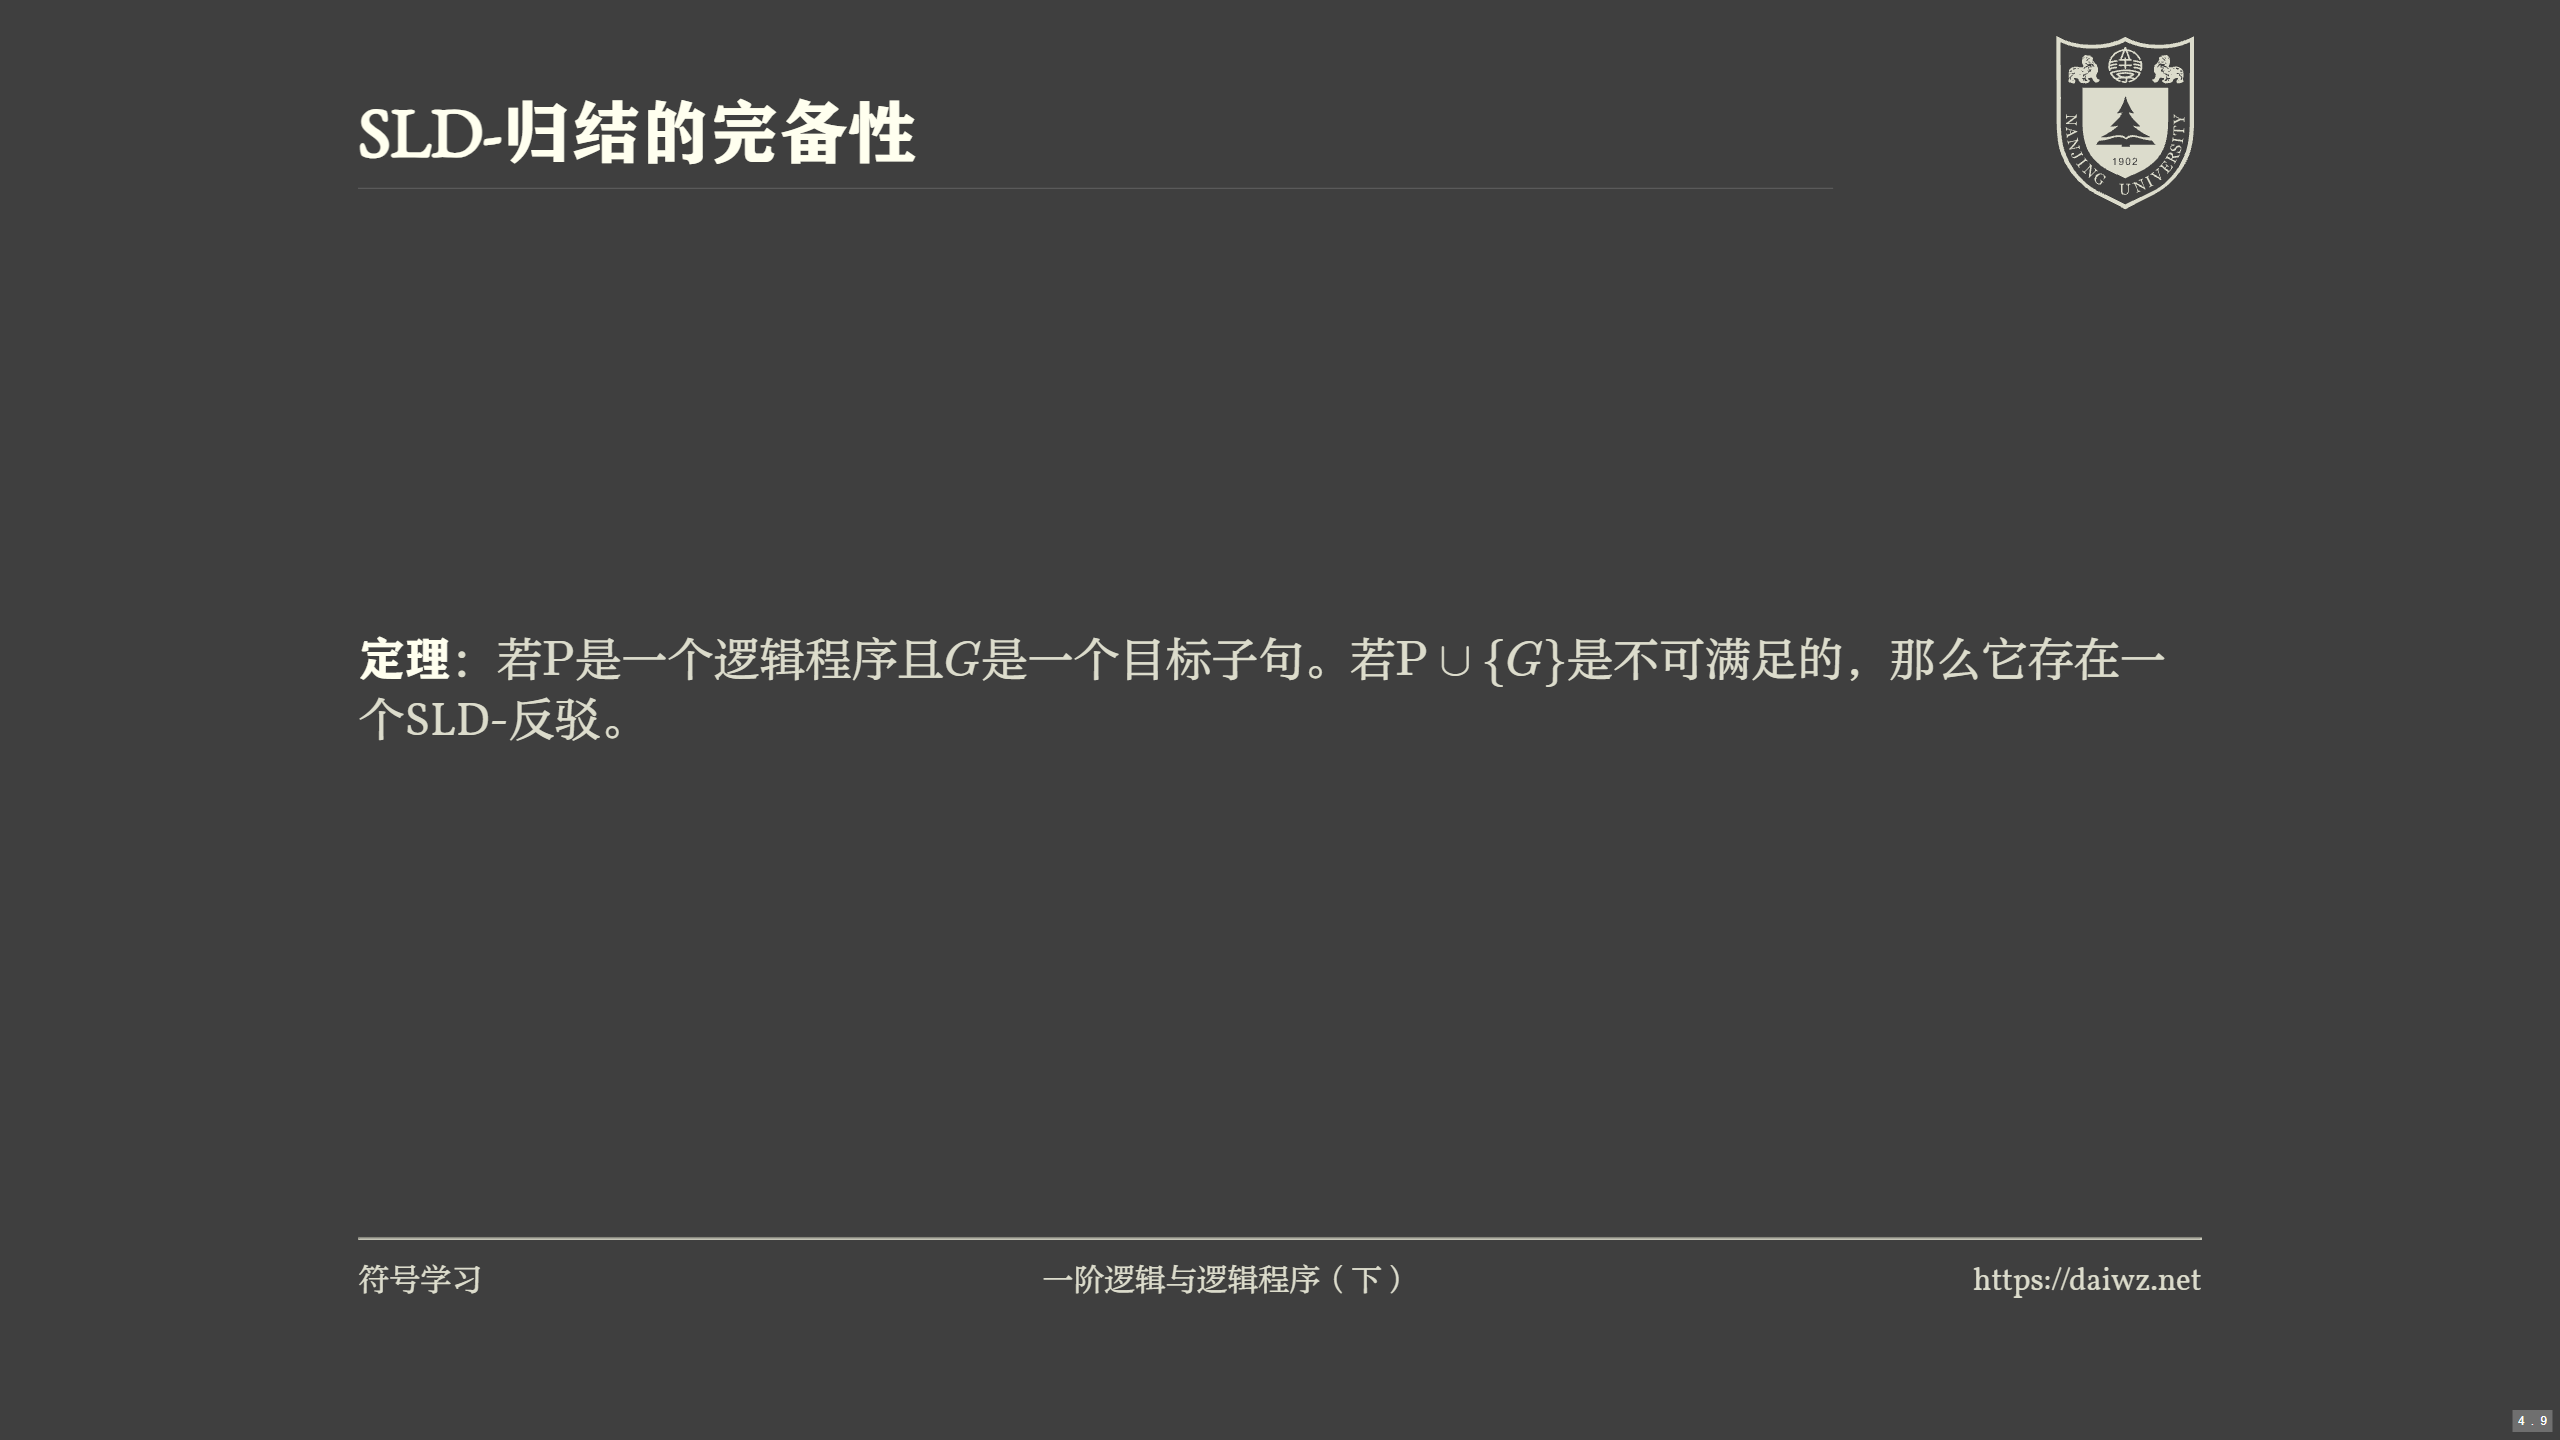 SLD-归结的完备性
NANJING UNIVERSITY
1902
定理：若P是一个逻辑程序且G是一个目标子句。若P ∪ {G}是不可满足的，那么它存在一
个SLD-反驳。
符号学习
一阶逻辑与逻辑程序（下）
https://daiwz.net
4 . 9